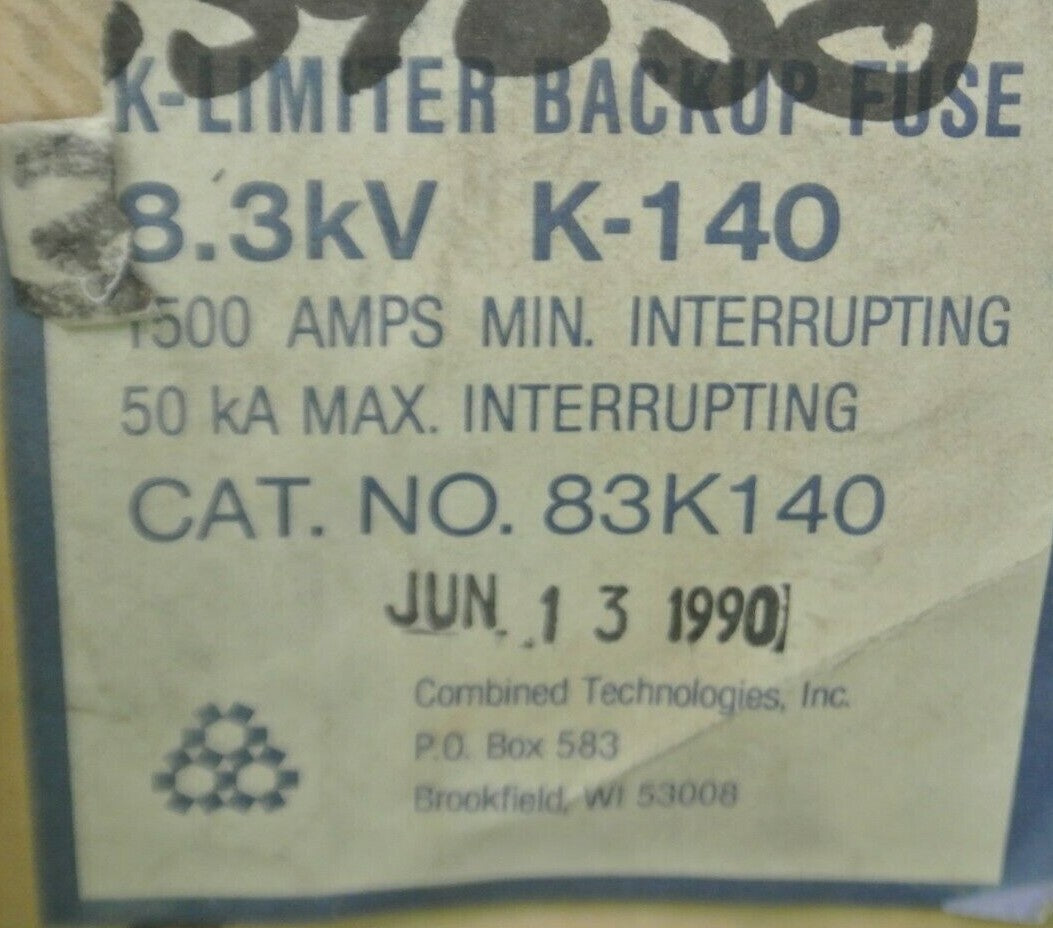 K-LIMITER BACKUP FUSE
8.3kV K-140
1500 AMPS MIN. INTERRUPTING
50 kA MAX. INTERRUPTING
CAT. NO. 83K140
JUN. 13 1990
Combined Technologies, Inc.
P.O. Box 583
Brookfield, WI 53008